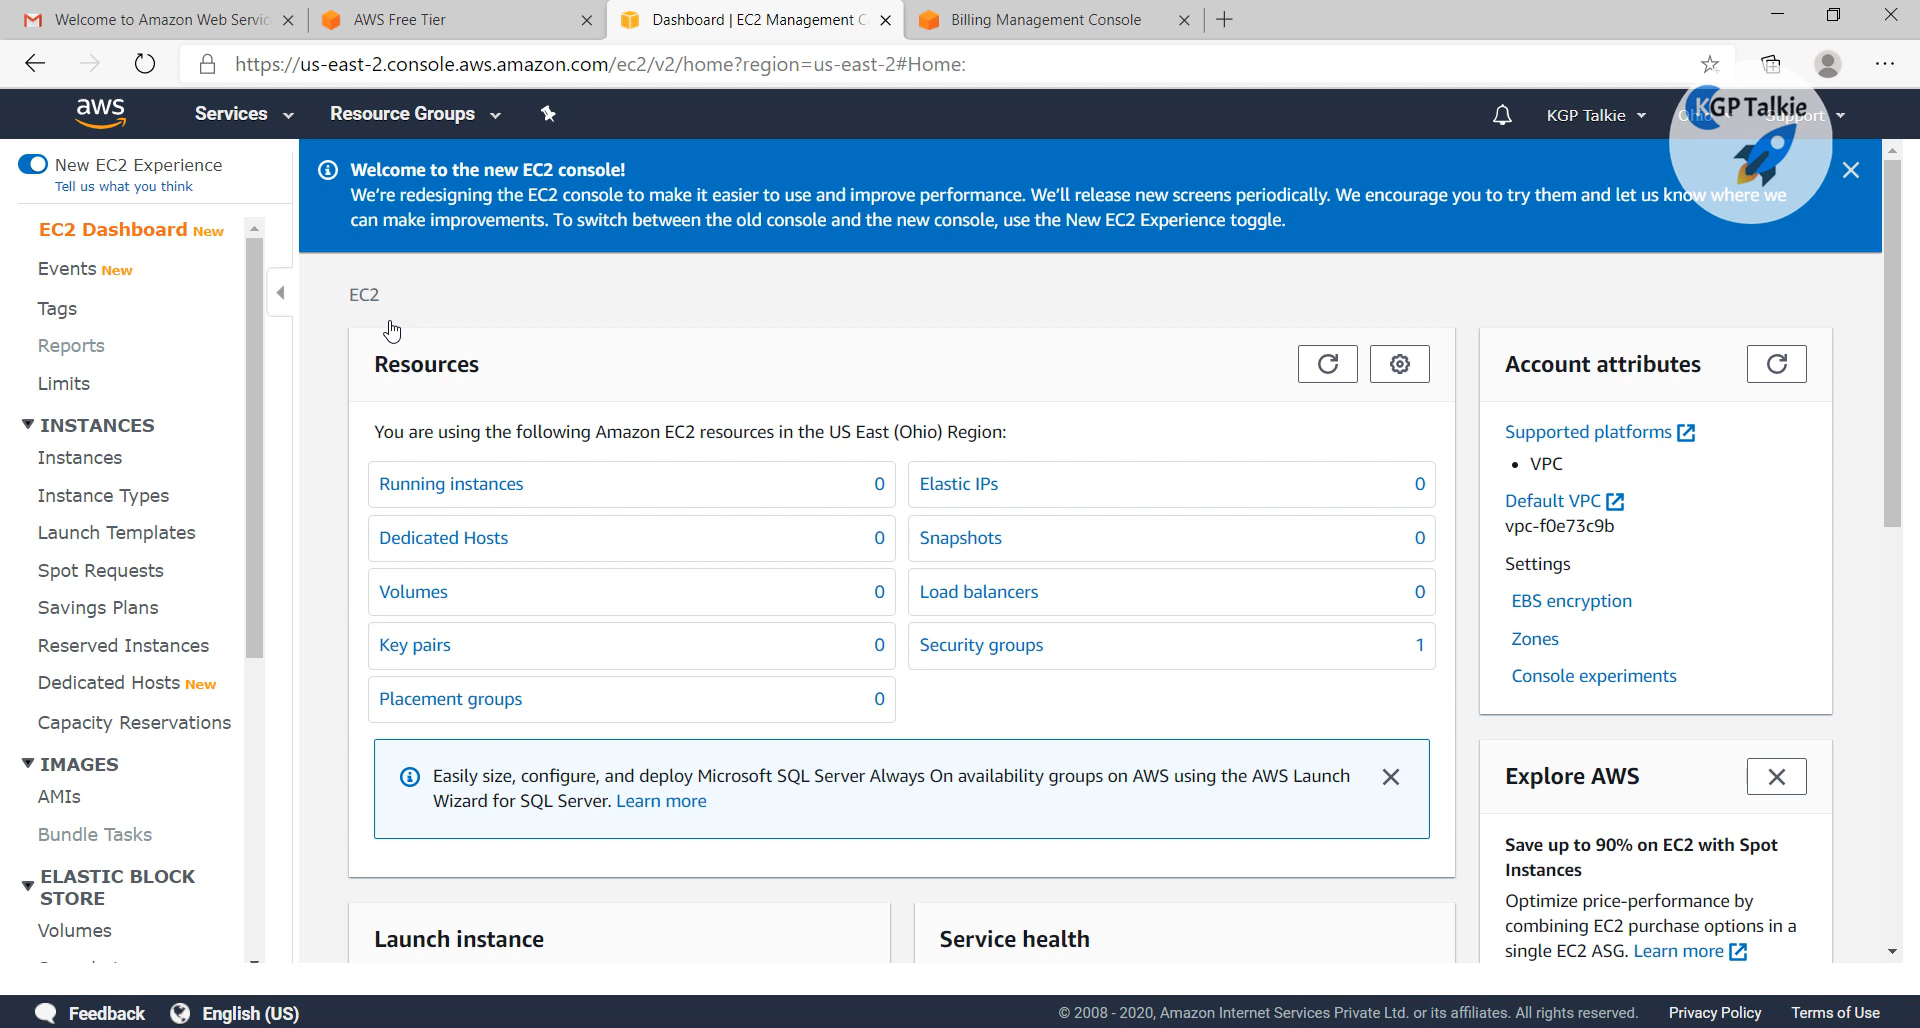 Welcome to Amazon Web Servic
AWS Free Tier
Dashboard | EC2 Management C
Billing Management Console
https://us-east-2.console.aws.amazon.com/ec2/v2/home?region=us-east-2#Home:
aws
Services
Resource Groups
KGP Talkie
Ohio
Support
KGP Talkie
New EC2 Experience
Tell us what you think
EC2 Dashboard New
Events New
Tags
Reports
Limits
INSTANCES
Instances
Instance Types
Launch Templates
Spot Requests
Savings Plans
Reserved Instances
Dedicated Hosts New
Capacity Reservations
IMAGES
AMIs
Bundle Tasks
ELASTIC BLOCK
STORE
Volumes
Welcome to the new EC2 console!
We're redesigning the EC2 console to make it easier to use and improve performance. We'll release new screens periodically. We encourage you to try them and let us know where we
can make improvements. To switch between the old console and the new console, use the New EC2 Experience toggle.
EC2
Resources
You are using the following Amazon EC2 resources in the US East (Ohio) Region:
Running instances 0
Elastic IPs 0
Dedicated Hosts 0
Snapshots 0
Volumes 0
Load balancers 0
Key pairs 0
Security groups 1
Placement groups 0
Easily size, configure, and deploy Microsoft SQL Server Always On availability groups on AWS using the AWS Launch
Wizard for SQL Server. Learn more
Launch instance
Service health
Account attributes
Supported platforms
• VPC
Default VPC
vpc-f0e73c9b
Settings
EBS encryption
Zones
Console experiments
Explore AWS
Save up to 90% on EC2 with Spot
Instances
Optimize price-performance by
combining EC2 purchase options in a
single EC2 ASG. Learn more
Feedback
English (US)
© 2008 - 2020, Amazon Internet Services Private Ltd. or its affiliates. All rights reserved.
Privacy Policy
Terms of Use